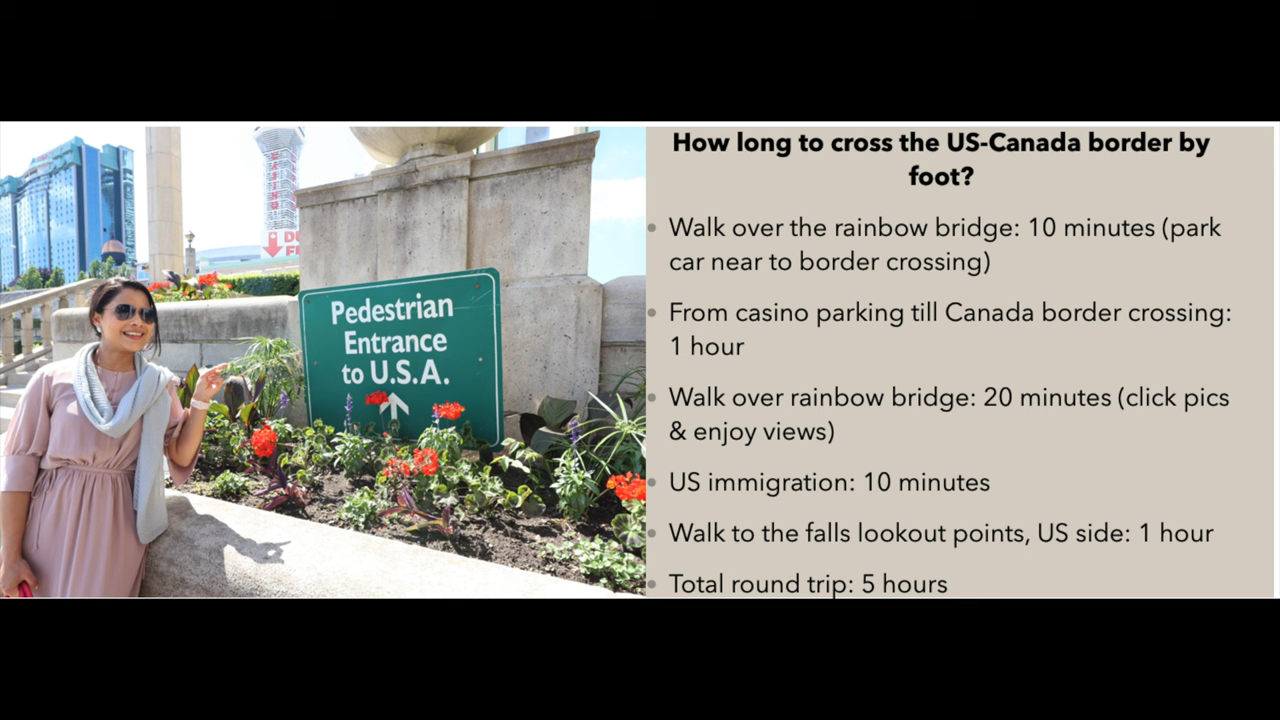 CASINO
Pedestrian
Entrance
to U.S.A.
How long to cross the US-Canada border by
foot?
Walk over the rainbow bridge: 10 minutes (park
car near to border crossing)
From casino parking till Canada border crossing:
1 hour
Walk over rainbow bridge: 20 minutes (click pics
& enjoy views)
US immigration: 10 minutes
Walk to the falls lookout points, US side: 1 hour
Total round trip: 5 hours